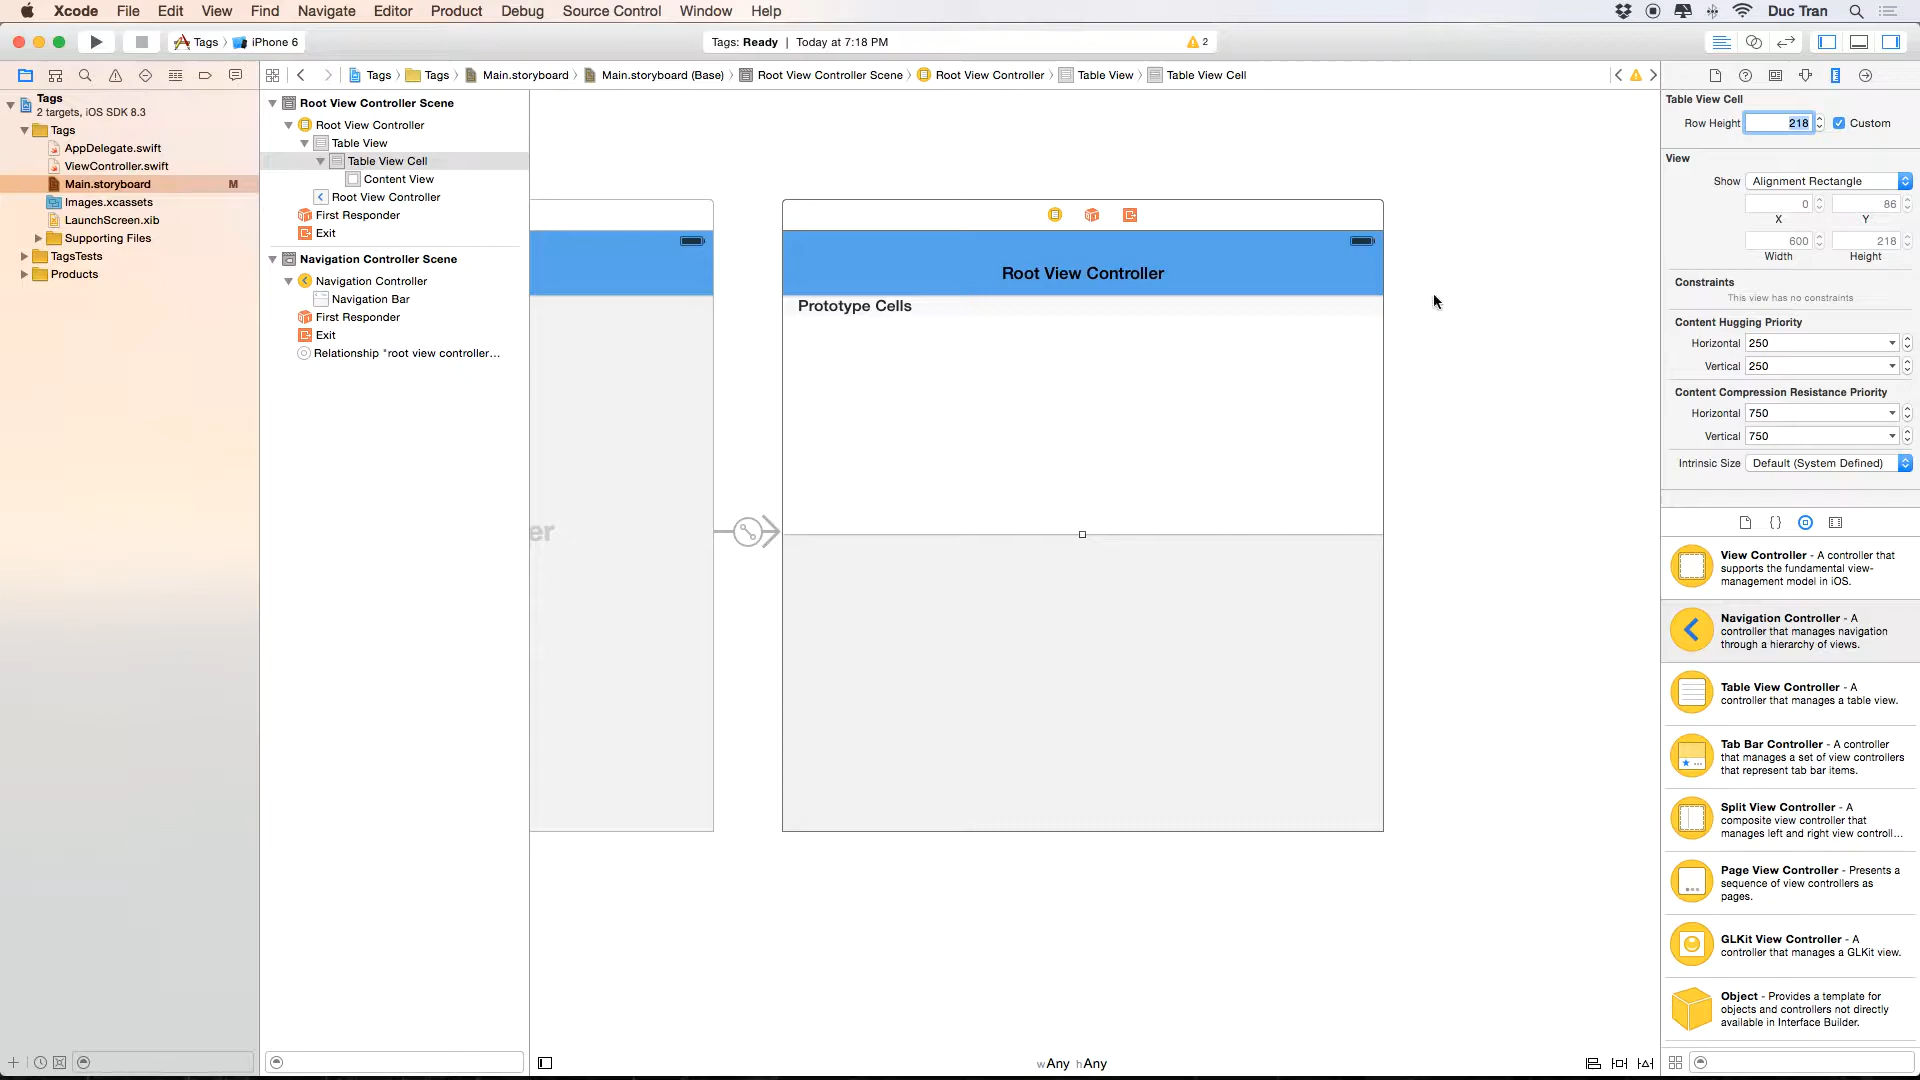 Xcode File Edit View Find Navigate Editor Product Debug Source Control Window Help Duc Tran
Tags iPhone 6 Tags: Ready | Today at 7:18 PM 2
Tags Tags Main.storyboard Main.storyboard (Base) Root View Controller Scene Root View Controller Table View Table View Cell
Tags
2 targets, iOS SDK 8.3
Tags
AppDelegate.swift
ViewController.swift
Main.storyboard M
Images.xcassets
LaunchScreen.xib
Supporting Files
TagsTests
Products
Root View Controller Scene
Root View Controller
Table View
Table View Cell
Content View
Root View Controller
First Responder
Exit
Navigation Controller Scene
Navigation Controller
Navigation Bar
First Responder
Exit
Relationship "root view controller...
er
Root View Controller
Prototype Cells
wAny hAny
Table View Cell
Row Height 218 Custom
View
Show Alignment Rectangle
0 86
X Y
600 218
Width Height
Constraints
This view has no constraints
Content Hugging Priority
Horizontal 250
Vertical 250
Content Compression Resistance Priority
Horizontal 750
Vertical 750
Intrinsic Size Default (System Defined)
View Controller - A controller that
supports the fundamental view-
management model in iOS.
Navigation Controller - A
controller that manages navigation
through a hierarchy of views.
Table View Controller - A
controller that manages a table view.
Tab Bar Controller - A controller
that manages a set of view controllers
that represent tab bar items.
Split View Controller - A
composite view controller that
manages left and right view controll...
Page View Controller - Presents a
sequence of view controllers as
pages.
GLKit View Controller - A
controller that manages a GLKit view.
Object - Provides a template for
objects and controllers not directly
available in Interface Builder.